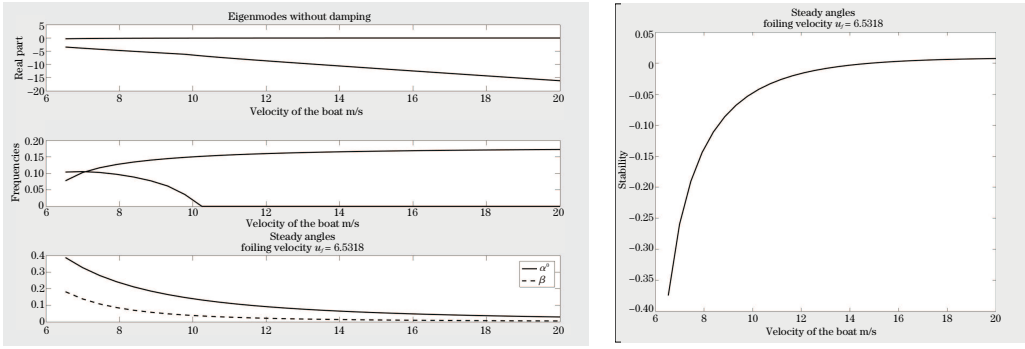 Eigenmodes without damping
Real part
5
0
−5
−10
−15
−20
6 8 10 12 14 16 18 20
Velocity of the boat m/s
Frequencies
0.20
0.15
0.10
0.05
0
6 8 10 12 14 16 18 20
Velocity of the boat m/s
Steady angles
foiling velocity u_f = 6.5318
0.4
0.3
0.2
0.1
0
α⁰
β
6 8 10 12 14 16 18 20
Steady angles
foiling velocity u_f = 6.5318
Stability
0.05
0
−0.05
−0.10
−0.15
−0.20
−0.25
−0.30
−0.35
−0.40
6 8 10 12 14 16 18 20
Velocity of the boat m/s